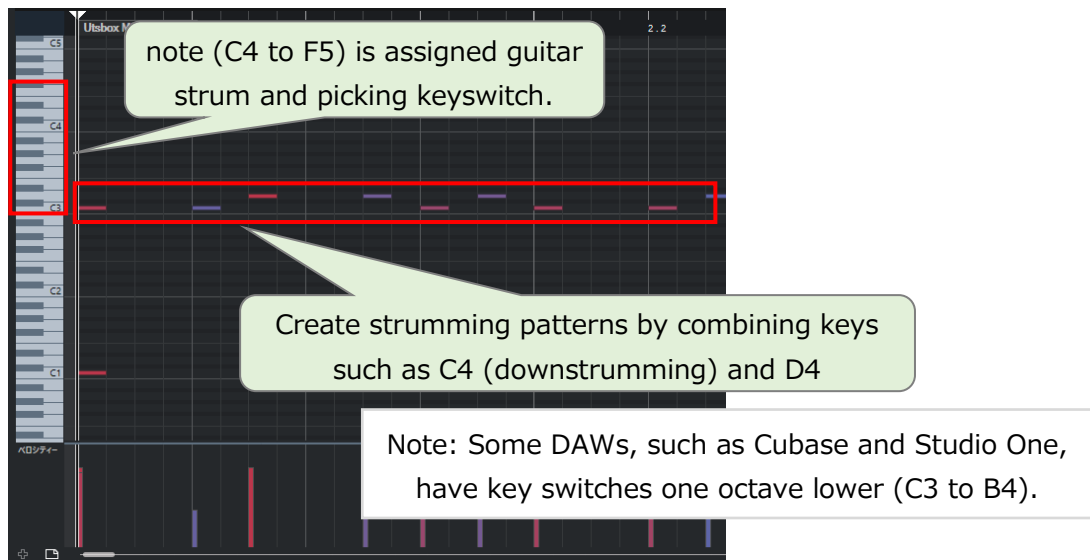 Utsbox M
2.2
C5
note (C4 to F5) is assigned guitar
strum and picking keyswitch.
C4
C3
C2
Create strumming patterns by combining keys
such as C4 (downstrumming) and D4
C1
Note: Some DAWs, such as Cubase and Studio One,
have key switches one octave lower (C3 to B4).
ベロシティー